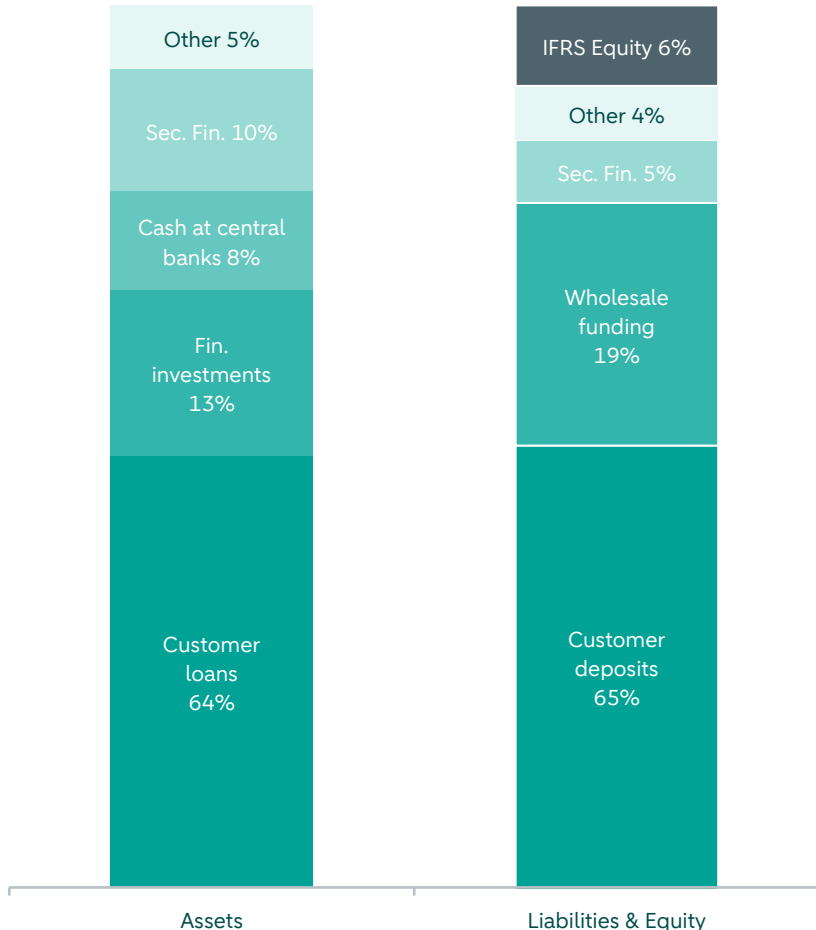 Other 5%
Sec. Fin. 10%
Cash at central
banks 8%
Fin.
investments
13%
Customer
loans
64%
Assets
IFRS Equity 6%
Other 4%
Sec. Fin. 5%
Wholesale
funding
19%
Customer
deposits
65%
Liabilities & Equity